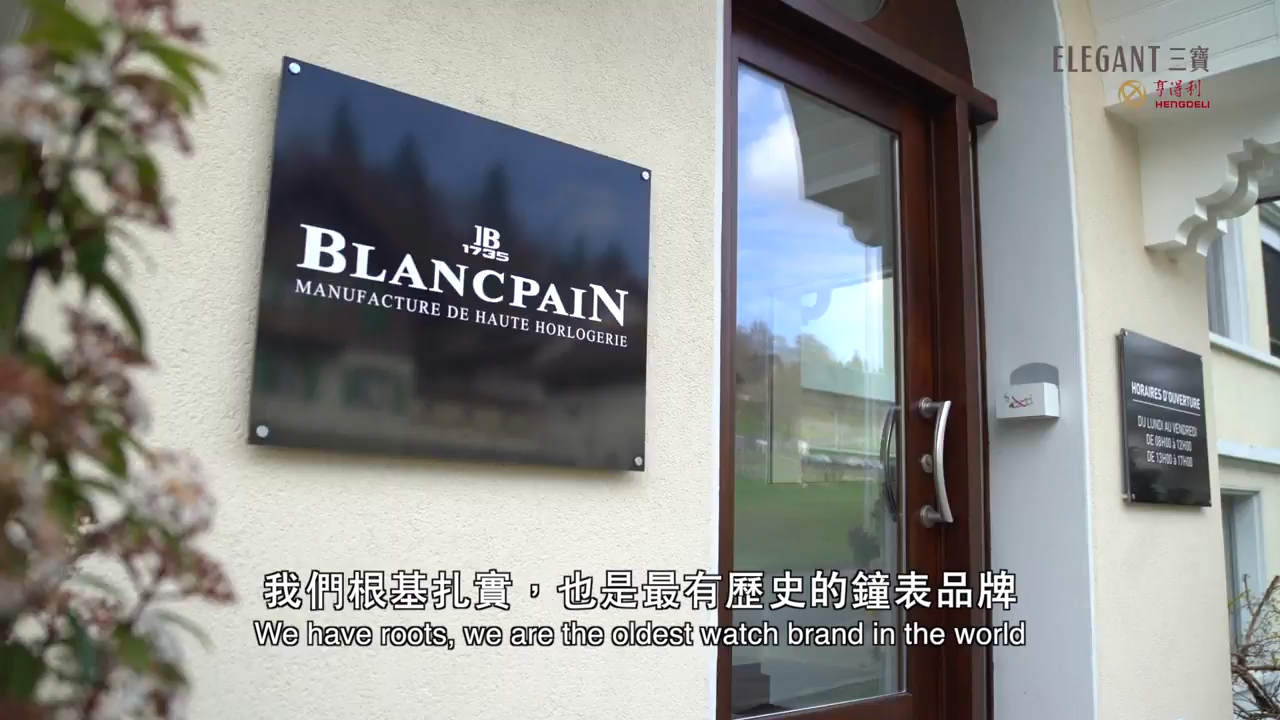 ELEGANT 三寶
亨得利
HENGDELI
JB
1735
BLANCPAIN
MANUFACTURE DE HAUTE HORLOGERIE
HORAIRES D'OUVERTURE
DU LUNDI AU VENDREDI
DE 08H00 à 12H00
DE 13H00 à 17H00
我們根基扎實，也是最有歷史的鐘表品牌
We have roots, we are the oldest watch brand in the world